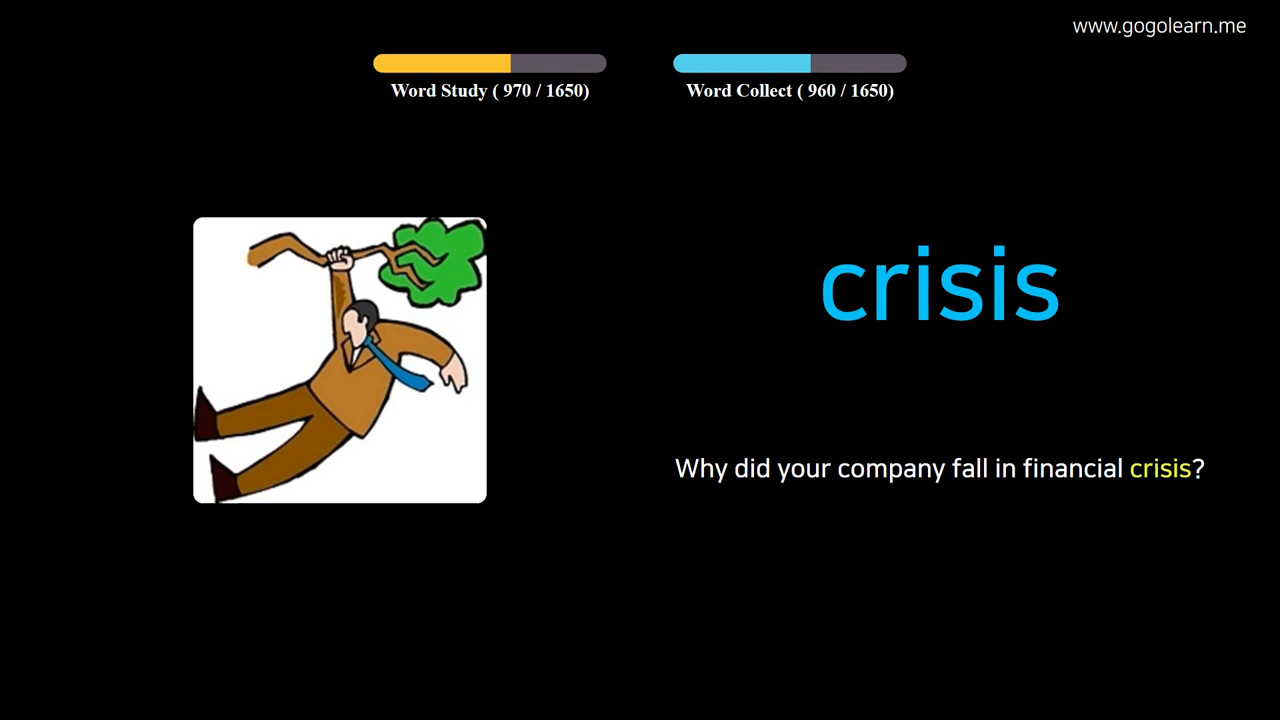 www.gogolearn.me
Word Study ( 970 / 1650)
Word Collect ( 960 / 1650)
crisis
Why did your company fall in financial crisis?